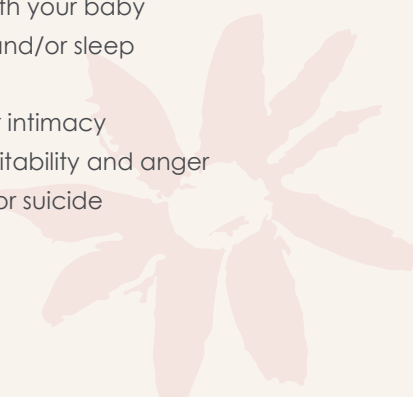 th your baby
and/or sleep
intimacy
itability and anger
or suicide